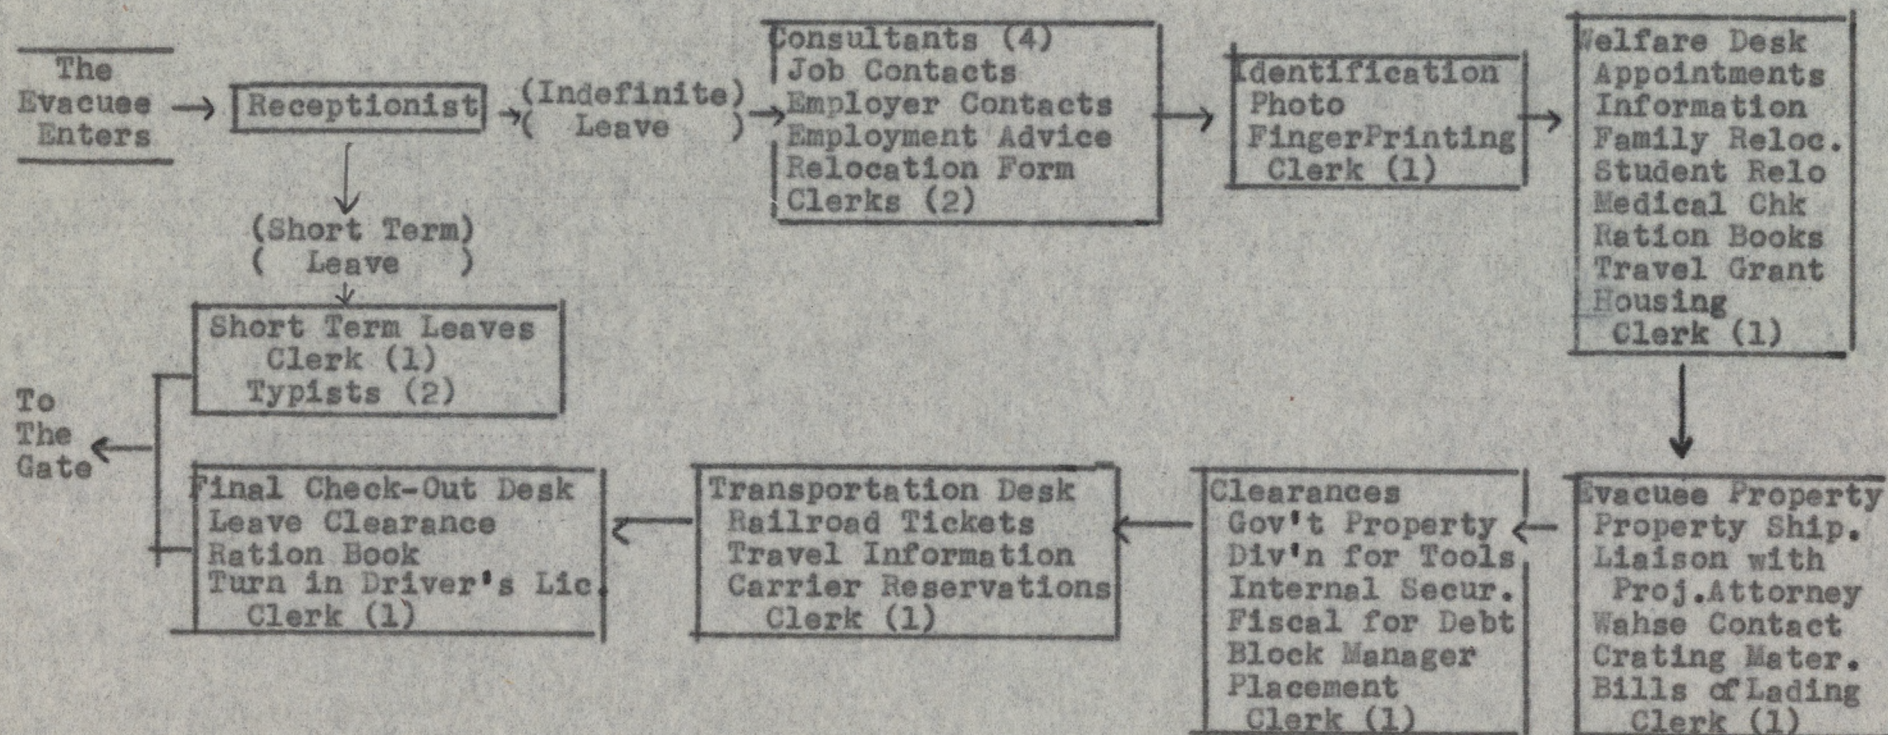 The
Evacuee
Enters
Receptionist
(Indefinite)
( Leave )
Consultants (4)
Job Contacts
Employer Contacts
Employment Advice
Relocation Form
Clerks (2)
Identification
Photo
FingerPrinting
Clerk (1)
Welfare Desk
Appointments
Information
Family Reloc.
Student Relo
Medical Chk
Ration Books
Travel Grant
Housing
Clerk (1)
(Short Term)
( Leave )
Short Term Leaves
Clerk (1)
Typists (2)
Evacuee Property
Property Ship.
Liaison with
Proj.Attorney
Wahse Contact
Crating Mater.
Bills of Lading
Clerk (1)
Clearances
Gov't Property
Div'n for Tools
Internal Secur.
Fiscal for Debt
Block Manager
Placement
Clerk (1)
Transportation Desk
Railroad Tickets
Travel Information
Carrier Reservations
Clerk (1)
Final Check-Out Desk
Leave Clearance
Ration Book
Turn in Driver's Lic.
Clerk (1)
To
The
Gate